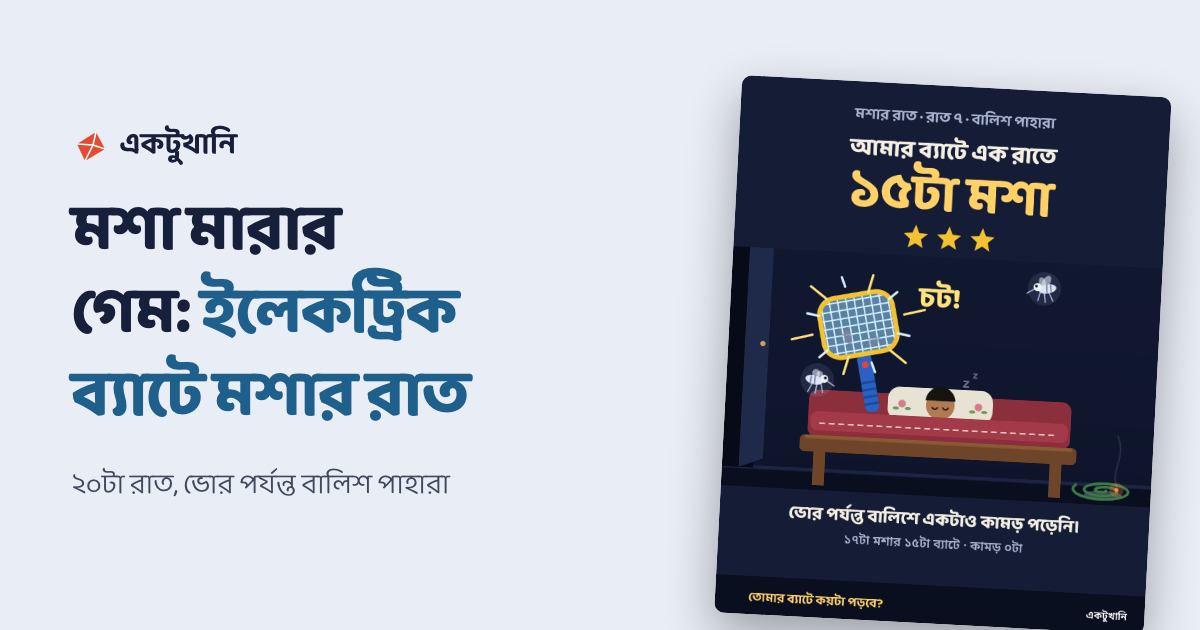 একটুখানি
মশা মারার
গেম: ইলেকট্রিক
ব্যাটে মশার রাত
২০টা রাত, ভোর পর্যন্ত বালিশ পাহারা
মশার রাত · রাত ৭ · বালিশ পাহারা
আমার ব্যাটে এক রাতে
১৫টা মশা
চট!
z
z
ভোর পর্যন্ত বালিশে একটাও কামড় পড়েনি।
১৭টা মশার ১৫টা ব্যাটে · কামড় ০টা
তোমার ব্যাটে কয়টা পড়বে?
একটুখানি